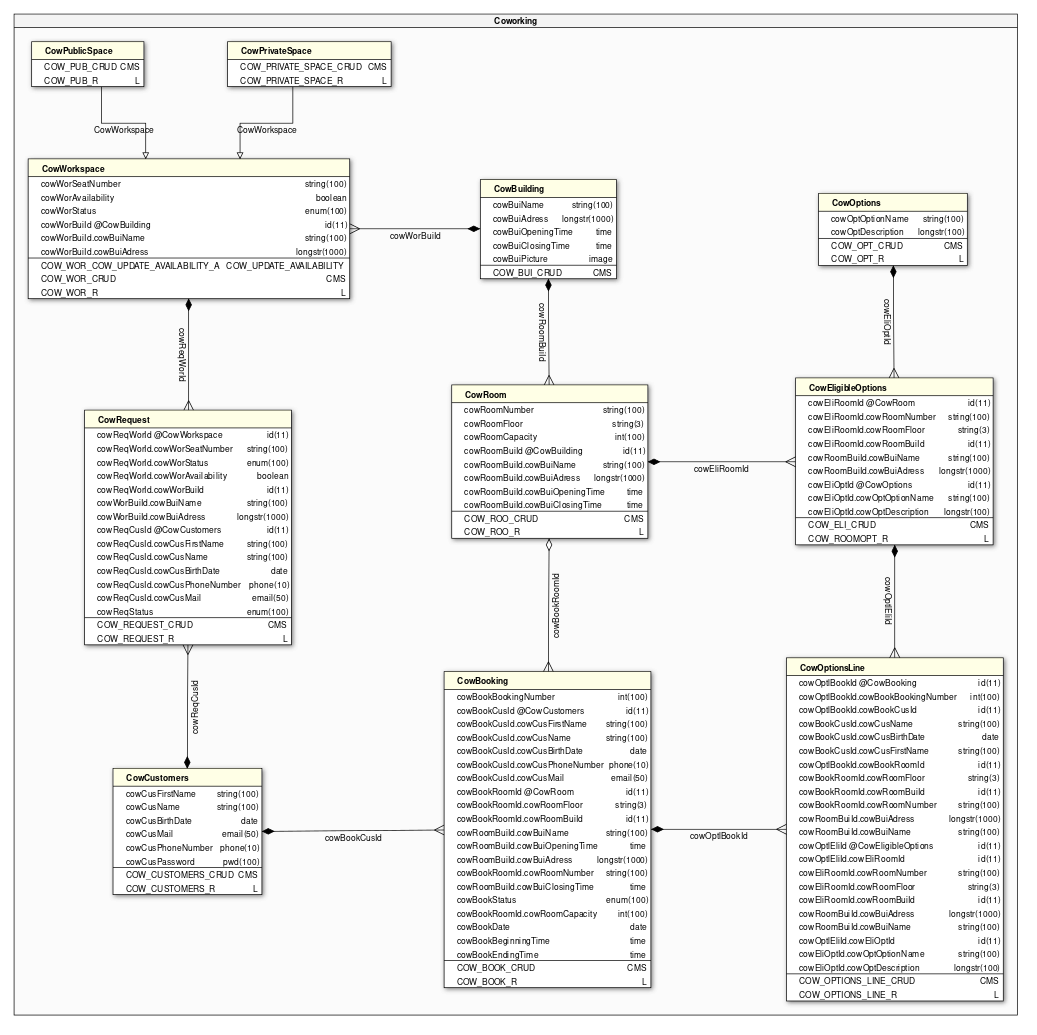 Coworking
CowPublicSpace
COW_PUB_CRUD CMS
COW_PUB_R L
CowPrivateSpace
COW_PRIVATE_SPACE_CRUD CMS
COW_PRIVATE_SPACE_R L
CowWorkspace
CowWorkspace
CowWorkspace
cowWorSeatNumber string(100)
cowWorAvailability boolean
cowWorStatus enum(100)
cowWorBuild @CowBuilding id(11)
cowWorBuild.cowBuiName string(100)
cowWorBuild.cowBuiAdress longstr(1000)
COW_WOR_COW_UPDATE_AVAILABILITY_A COW_UPDATE_AVAILABILITY
COW_WOR_CRUD CMS
COW_WOR_R L
cowWorBuild
CowBuilding
cowBuiName string(100)
cowBuiAdress longstr(1000)
cowBuiOpeningTime time
cowBuiClosingTime time
cowBuiPicture image
COW_BUI_CRUD CMS
CowOptions
cowOptOptionName string(100)
cowOptDescription longstr(100)
COW_OPT_CRUD CMS
COW_OPT_R L
cowReqWorId
cowRoomBuild
cowEliOptId
CowRequest
cowReqWorId @CowWorkspace id(11)
cowReqWorId.cowWorSeatNumber string(100)
cowReqWorId.cowWorStatus enum(100)
cowReqWorId.cowWorAvailability boolean
cowReqWorId.cowWorBuild id(11)
cowWorBuild.cowBuiName string(100)
cowWorBuild.cowBuiAdress longstr(1000)
cowReqCusId @CowCustomers id(11)
cowReqCusId.cowCusFirstName string(100)
cowReqCusId.cowCusName string(100)
cowReqCusId.cowCusBirthDate date
cowReqCusId.cowCusPhoneNumber phone(10)
cowReqCusId.cowCusMail email(50)
cowReqStatus enum(100)
COW_REQUEST_CRUD CMS
COW_REQUEST_R L
CowRoom
cowRoomNumber string(100)
cowRoomFloor string(3)
cowRoomCapacity int(100)
cowRoomBuild @CowBuilding id(11)
cowRoomBuild.cowBuiName string(100)
cowRoomBuild.cowBuiAdress longstr(1000)
cowRoomBuild.cowBuiOpeningTime time
cowRoomBuild.cowBuiClosingTime time
COW_ROO_CRUD CMS
COW_ROO_R L
cowEliRoomId
CowEligibleOptions
cowEliRoomId @CowRoom id(11)
cowEliRoomId.cowRoomNumber string(100)
cowEliRoomId.cowRoomFloor string(3)
cowEliRoomId.cowRoomBuild id(11)
cowRoomBuild.cowBuiName string(100)
cowRoomBuild.cowBuiAdress longstr(1000)
cowEliOptId @CowOptions id(11)
cowEliOptId.cowOptOptionName string(100)
cowEliOptId.cowOptDescription longstr(100)
COW_ELI_CRUD CMS
COW_ROOMOPT_R L
cowReqCusId
cowBookRoomId
cowOptlEliId
CowCustomers
cowCusFirstName string(100)
cowCusName string(100)
cowCusBirthDate date
cowCusMail email(50)
cowCusPhoneNumber phone(10)
cowCusPassword pwd(100)
COW_CUSTOMERS_CRUD CMS
COW_CUSTOMERS_R L
cowBookCusId
CowBooking
cowBookBookingNumber int(100)
cowBookCusId @CowCustomers id(11)
cowBookCusId.cowCusFirstName string(100)
cowBookCusId.cowCusName string(100)
cowBookCusId.cowCusBirthDate date
cowBookCusId.cowCusPhoneNumber phone(10)
cowBookCusId.cowCusMail email(50)
cowBookRoomId @CowRoom id(11)
cowBookRoomId.cowRoomFloor string(3)
cowBookRoomId.cowRoomBuild id(11)
cowRoomBuild.cowBuiName string(100)
cowRoomBuild.cowBuiOpeningTime time
cowRoomBuild.cowBuiAdress longstr(1000)
cowBookRoomId.cowRoomNumber string(100)
cowRoomBuild.cowBuiClosingTime time
cowBookStatus enum(100)
cowBookRoomId.cowRoomCapacity int(100)
cowBookDate date
cowBookBeginningTime time
cowBookEndingTime time
COW_BOOK_CRUD CMS
COW_BOOK_R L
cowOptlBookId
CowOptionsLine
cowOptlBookId @CowBooking id(11)
cowOptlBookId.cowBookBookingNumber int(100)
cowOptlBookId.cowBookCusId id(11)
cowBookCusId.cowCusName string(100)
cowBookCusId.cowCusBirthDate date
cowBookCusId.cowCusFirstName string(100)
cowOptlBookId.cowBookRoomId id(11)
cowBookRoomId.cowRoomFloor string(3)
cowBookRoomId.cowRoomBuild id(11)
cowBookRoomId.cowRoomNumber string(100)
cowRoomBuild.cowBuiAdress longstr(1000)
cowRoomBuild.cowBuiName string(100)
cowOptlEliId @CowEligibleOptions id(11)
cowOptlEliId.cowEliRoomId id(11)
cowEliRoomId.cowRoomNumber string(100)
cowEliRoomId.cowRoomFloor string(3)
cowEliRoomId.cowRoomBuild id(11)
cowRoomBuild.cowBuiAdress longstr(1000)
cowRoomBuild.cowBuiName string(100)
cowOptlEliId.cowEliOptId id(11)
cowEliOptId.cowOptOptionName string(100)
cowEliOptId.cowOptDescription longstr(100)
COW_OPTIONS_LINE_CRUD CMS
COW_OPTIONS_LINE_R L